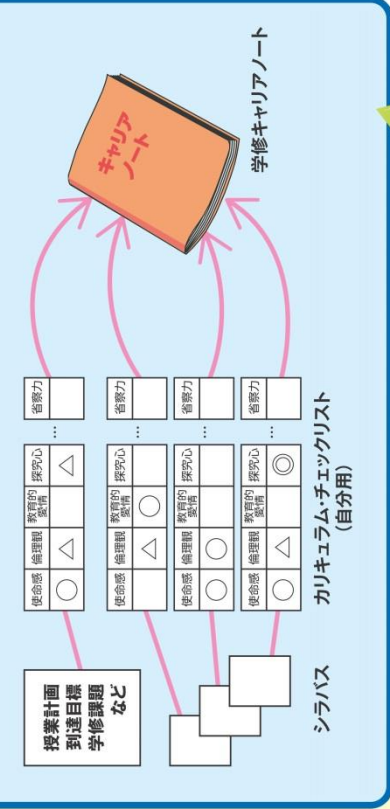 授業計画
到達目標
学修課題
など
シラバス
使命感 倫理観 教育的愛情 探究心 … 省察力
○ △ △
使命感 倫理観 教育的愛情 探究心 … 省察力
△ ○
使命感 倫理観 教育的愛情 探究心 … 省察力
○ ○
使命感 倫理観 教育的愛情 探究心 … 省察力
○ △ ◎
カリキュラム・チェックリスト
(自分用)
キャリア
ノート
学修キャリアノート